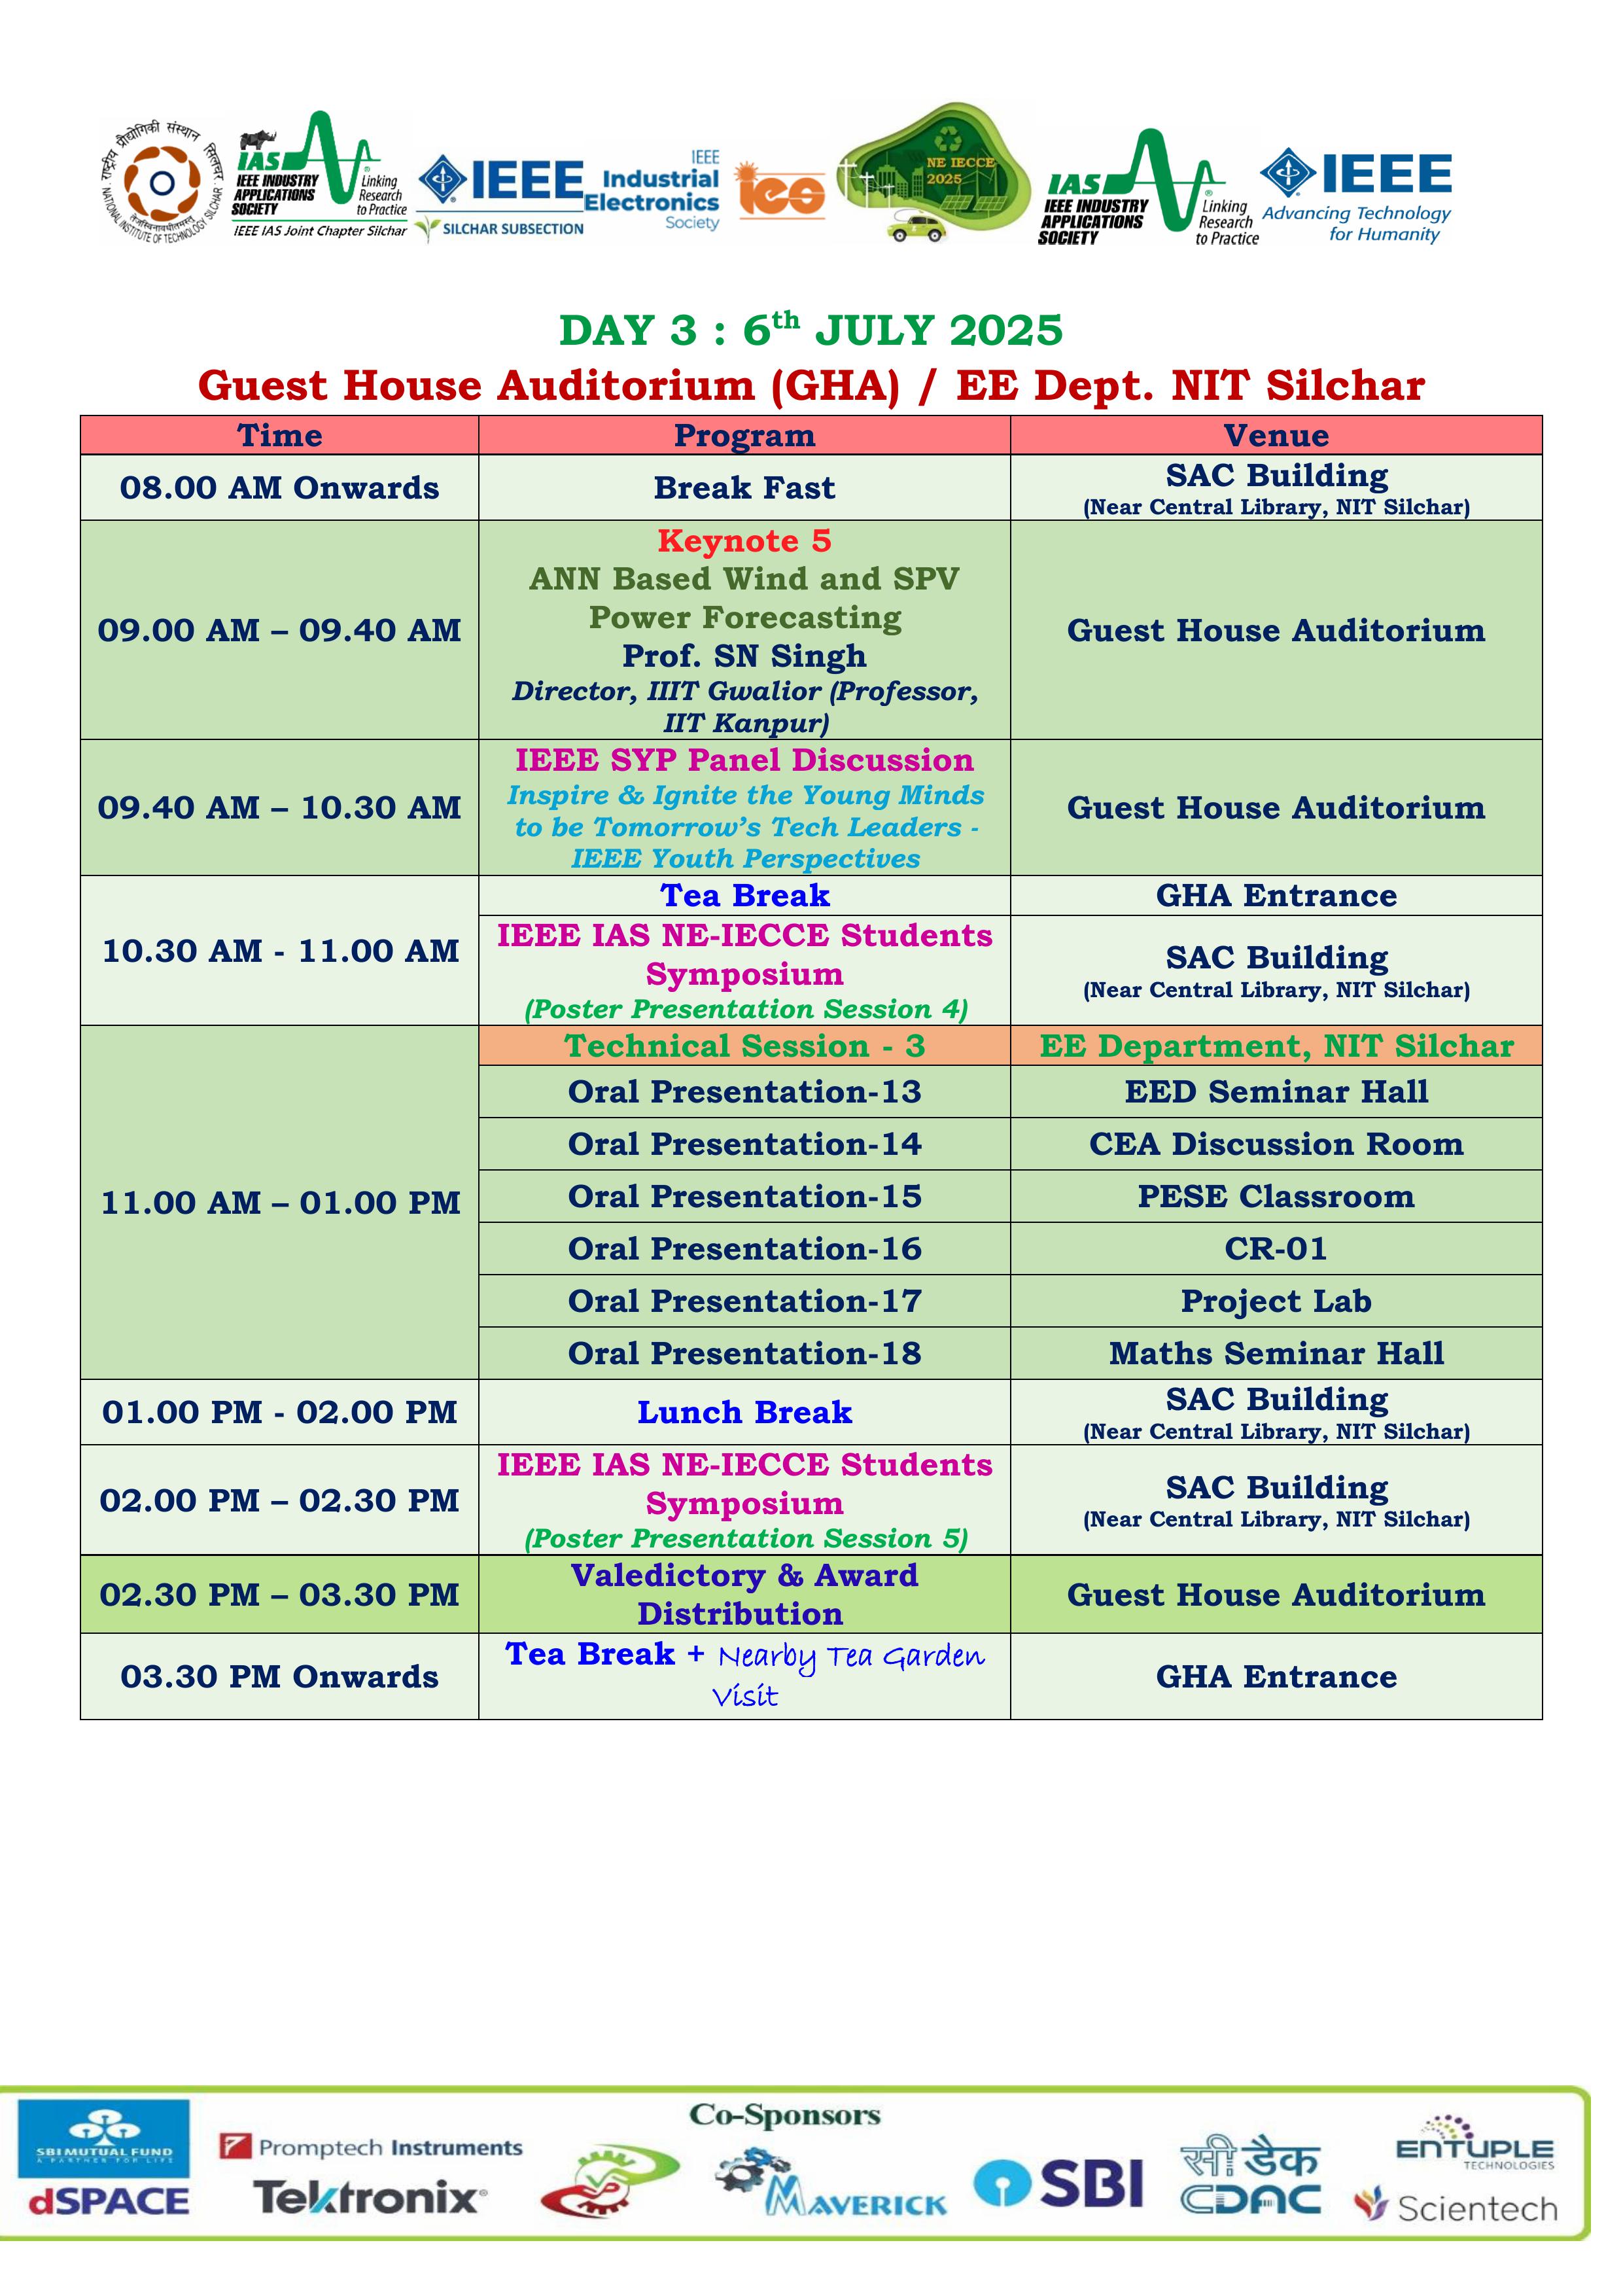 राष्ट्रीय प्रौद्योगिकी संस्थान सिलचर
NATIONAL INSTITUTE OF TECHNOLOGY SILCHAR
IAS
IEEE INDUSTRY
APPLICATIONS
SOCIETY
Linking
Research
to Practice
IEEE IAS Joint Chapter Silchar
IEEE
SILCHAR SUBSECTION
IEEE
Industrial
Electronics
Society
ies
NE IECCE
2025
IAS
IEEE INDUSTRY
APPLICATIONS
SOCIETY
Linking
Research
to Practice
IEEE
Advancing Technology
for Humanity
DAY 3 : 6th JULY 2025
Guest House Auditorium (GHA) / EE Dept. NIT Silchar
Time Program Venue
08.00 AM Onwards
Break Fast
SAC Building
(Near Central Library, NIT Silchar)
09.00 AM – 09.40 AM
Keynote 5
ANN Based Wind and SPV
Power Forecasting
Prof. SN Singh
Director, IIIT Gwalior (Professor,
IIT Kanpur)
Guest House Auditorium
09.40 AM – 10.30 AM
IEEE SYP Panel Discussion
Inspire & Ignite the Young Minds
to be Tomorrow’s Tech Leaders -
IEEE Youth Perspectives
Guest House Auditorium
10.30 AM - 11.00 AM
Tea Break
GHA Entrance
IEEE IAS NE-IECCE Students
Symposium
(Poster Presentation Session 4)
SAC Building
(Near Central Library, NIT Silchar)
11.00 AM – 01.00 PM
Technical Session - 3
EE Department, NIT Silchar
Oral Presentation-13
EED Seminar Hall
Oral Presentation-14
CEA Discussion Room
Oral Presentation-15
PESE Classroom
Oral Presentation-16
CR-01
Oral Presentation-17
Project Lab
Oral Presentation-18
Maths Seminar Hall
01.00 PM - 02.00 PM
Lunch Break
SAC Building
(Near Central Library, NIT Silchar)
02.00 PM – 02.30 PM
IEEE IAS NE-IECCE Students
Symposium
(Poster Presentation Session 5)
SAC Building
(Near Central Library, NIT Silchar)
02.30 PM – 03.30 PM
Valedictory & Award
Distribution
Guest House Auditorium
03.30 PM Onwards
Tea Break + Nearby Tea Garden
Visit
GHA Entrance
Co-Sponsors
SBI MUTUAL FUND
A PARTNER FOR LIFE
dSPACE
Promptech Instruments
Tektronix
MAVERICK
SBI
सी डैक
CDAC
ENTUPLE
TECHNOLOGIES
Scientech